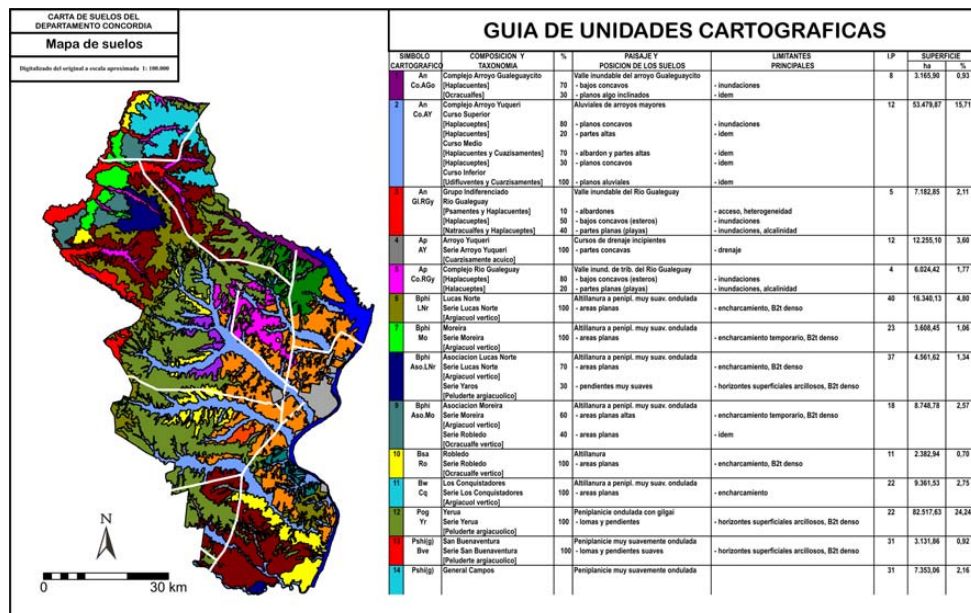 CARTA DE SUELOS DEL
DEPARTAMENTO CONCORDIA
Mapa de suelos
Digitalizado del original a escala aproximada 1: 100.000
N
0 30 km
GUIA DE UNIDADES CARTOGRAFICAS
SIMBOLO COMPOSICION Y % PAISAJE Y LIMITANTES I.P SUPERFICIE
CARTOGRAFICO TAXONOMIA POSICION DE LOS SUELOS PRINCIPALES ha %
1 An Complejo Arroyo Gualeguaycito Valle inundable del arroyo Gualeguaycito 8 3.165,90 0,93
Co.AGo [Haplacuentes] 70 - bajos concavos - inundaciones
[Ocracualfes] 30 - planos algo inclinados - idem
2 An Complejo Arroyo Yuqueri Aluviales de arroyos mayores 12 53.479,87 15,71
Co.AY Curso Superior
[Haplacueptes] 80 - planos concavos - inundaciones
[Haplacuentes] 20 - partes altas - idem
Curso Medio
[Haplacuentes y Cuazisamentes] 70 - albardon y partes altas - idem
[Haplacueptes] 30 - planos concavos - idem
Curso Inferior
[Udifluventes y Cuarzisamentes] 100 - planos aluviales - idem
3 An Grupo Indiferenciado Valle inundable del Rio Gualeguay 5 7.182,85 2,11
GI.RGy Rio Gualeguay
[Psamentes y Haplacuentes] 10 - albardones - acceso, heterogeneidad
[Haplacueptes] 50 - bajos concavos (esteros) - inundaciones
[Natracualfes y Haplacueptes] 40 - partes planas (playas) - inundaciones, alcalinidad
4 Ap Arroyo Yuqueri Cursos de drenaje incipientes 12 12.255,10 3,60
AY Serie Arroyo Yuqueri 100 - partes concavas - drenaje
[Cuarzisamente acuico]
5 Ap Complejo Rio Gualeguay Valle inund. de trib. del Rio Gualeguay 4 6.024,42 1,77
Co.RGy [Haplacueptes] 80 - bajos concavos (esteros) - inundaciones
[Halacueptes] 20 - partes planas (playas) - inundaciones, alcalinidad
6 Bphi Lucas Norte Altillanura a penipl. muy suav. ondulada 40 16.340,13 4,80
LNr Serie Lucas Norte 100 - areas planas - encharcamiento, B2t denso
[Argiacuol vertico]
7 Bphi Moreira Altillanura a penipl. muy suav. ondulada 23 3.608,45 1,06
Mo Serie Moreira 100 - areas planas - encharcamiento temporario, B2t denso
[Argiacuol vertico]
Bphi Asociacion Lucas Norte Altillanura a penipl. muy suav. ondulada 37 4.561,62 1,34
Aso.LNr Serie Lucas Norte 70 - areas planas - encharcamiento, B2t denso
[Argiacuol vertico]
Serie Yaros 30 - pendientes muy suaves - horizontes superficiales arcillosos, B2t denso
[Peluderte argiacuolico]
9 Bphi Asociacion Moreira Altillanura a penipl. muy suav. ondulada 18 8.748,78 2,57
Aso.Mo Serie Moreira 60 - areas planas altas - encharcamiento temporario, B2t denso
[Argiacuol vertico]
Serie Robledo 40 - areas planas - idem
[Ocracualfe vertico]
10 Bsa Robledo Altillanura 11 2.382,94 0,70
Ro Serie Robledo 100 - areas planas - encharcamiento, B2t denso
[Ocracualfe vertico]
11 Bw Los Conquistadores Altillanura a penipl. muy suav. ondulada 22 9.361,53 2,75
Cq Serie Los Conquistadores 100 - areas planas - encharcamiento
[Argiacuol vertico]
12 Pog Yerua Peniplanicie ondulada con gilgai 22 82.517,63 24,24
Yr Serie Yerua 100 - lomas y pendientes - horizontes superficiales arcillosos, B2t denso
[Peluderte argiacuolico]
13 Pshi(g) San Buenaventura Peniplanicie muy suavemente ondulada 31 3.131,86 0,92
Bve Serie San Buenaventura 100 - lomas y pendientes suaves - horizontes superficiales arcillosos, B2t denso
[Peluderte argiacuolico]
14 Pshi(g) General Campos Peniplanicie muy suavemente ondulada 31 7.353,06 2,16